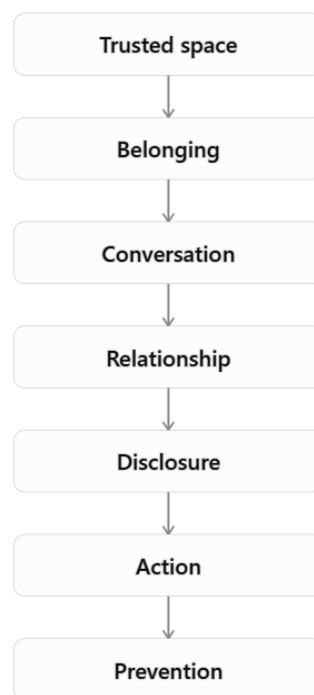 Trusted space
Belonging
Conversation
Relationship
Disclosure
Action
Prevention